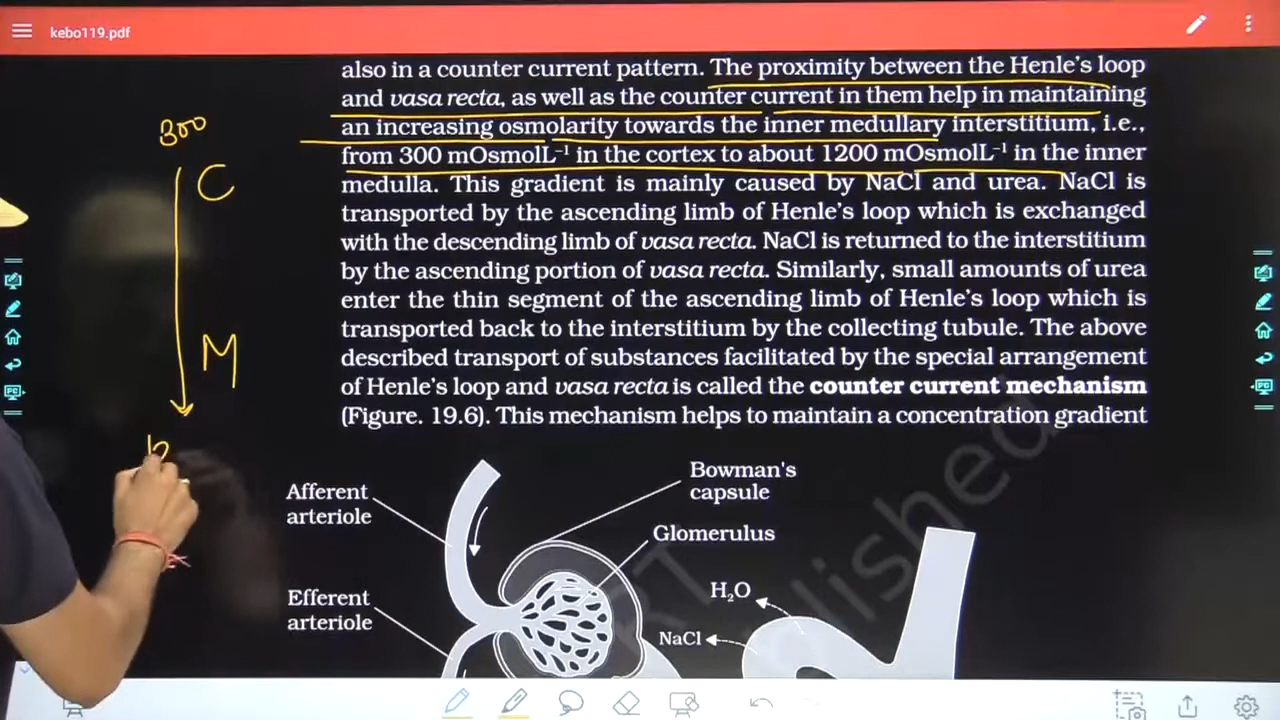 kebo119.pdf
also in a counter current pattern. The proximity between the Henle's loop
and vasa recta, as well as the counter current in them help in maintaining
an increasing osmolarity towards the inner medullary interstitium, i.e.,
from 300 mOsmolL⁻¹ in the cortex to about 1200 mOsmolL⁻¹ in the inner
medulla. This gradient is mainly caused by NaCl and urea. NaCl is
transported by the ascending limb of Henle's loop which is exchanged
with the descending limb of vasa recta. NaCl is returned to the interstitium
by the ascending portion of vasa recta. Similarly, small amounts of urea
enter the thin segment of the ascending limb of Henle's loop which is
transported back to the interstitium by the collecting tubule. The above
described transport of substances facilitated by the special arrangement
of Henle's loop and vasa recta is called the counter current mechanism
(Figure. 19.6). This mechanism helps to maintain a concentration gradient
300
C
M
Afferent
arteriole
Bowman's
capsule
Glomerulus
Efferent
arteriole
H₂O
NaCl
PC
PC